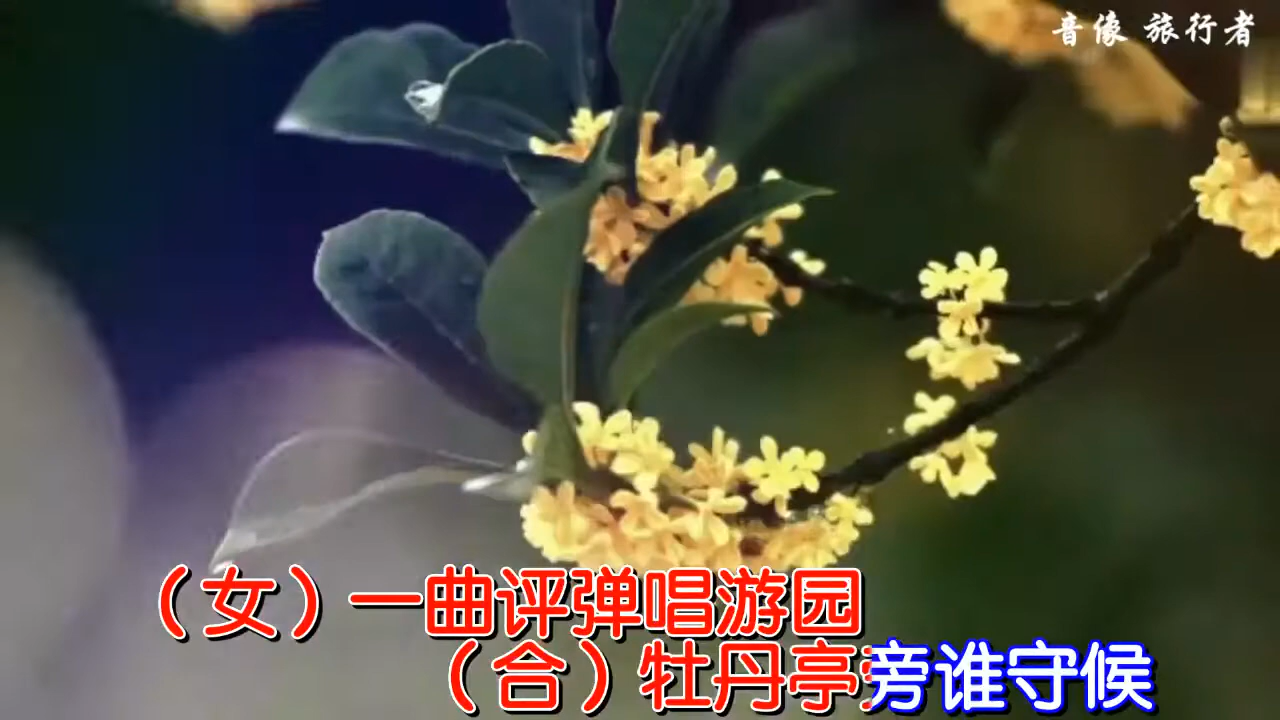 音像 旅行者
（女）一曲评弹唱游园
（合）牡丹亭旁谁守候